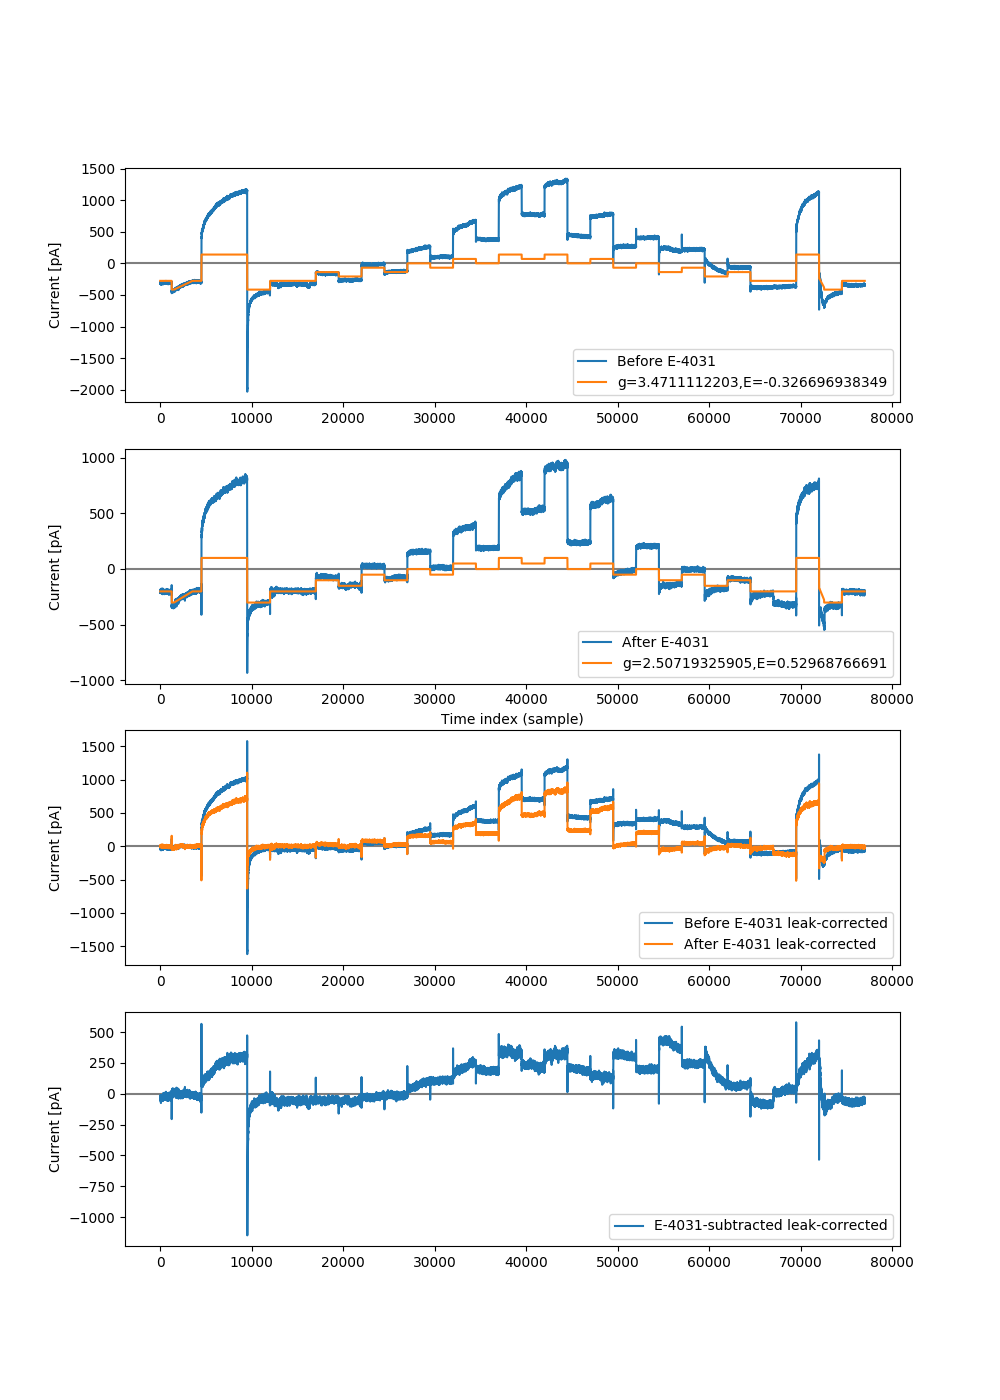 1500
1000
500
0
−500
−1000
−1500
−2000
Current [pA]
0 10000 20000 30000 40000 50000 60000 70000 80000
Before E-4031
g=3.4711112203,E=-0.326696938349
1000
500
0
−500
−1000
Current [pA]
0 10000 20000 30000 40000 50000 60000 70000 80000
Time index (sample)
After E-4031
g=2.50719325905,E=0.52968766691
1500
1000
500
0
−500
−1000
−1500
Current [pA]
0 10000 20000 30000 40000 50000 60000 70000 80000
Before E-4031 leak-corrected
After E-4031 leak-corrected
500
250
0
−250
−500
−750
−1000
Current [pA]
0 10000 20000 30000 40000 50000 60000 70000 80000
E-4031-subtracted leak-corrected